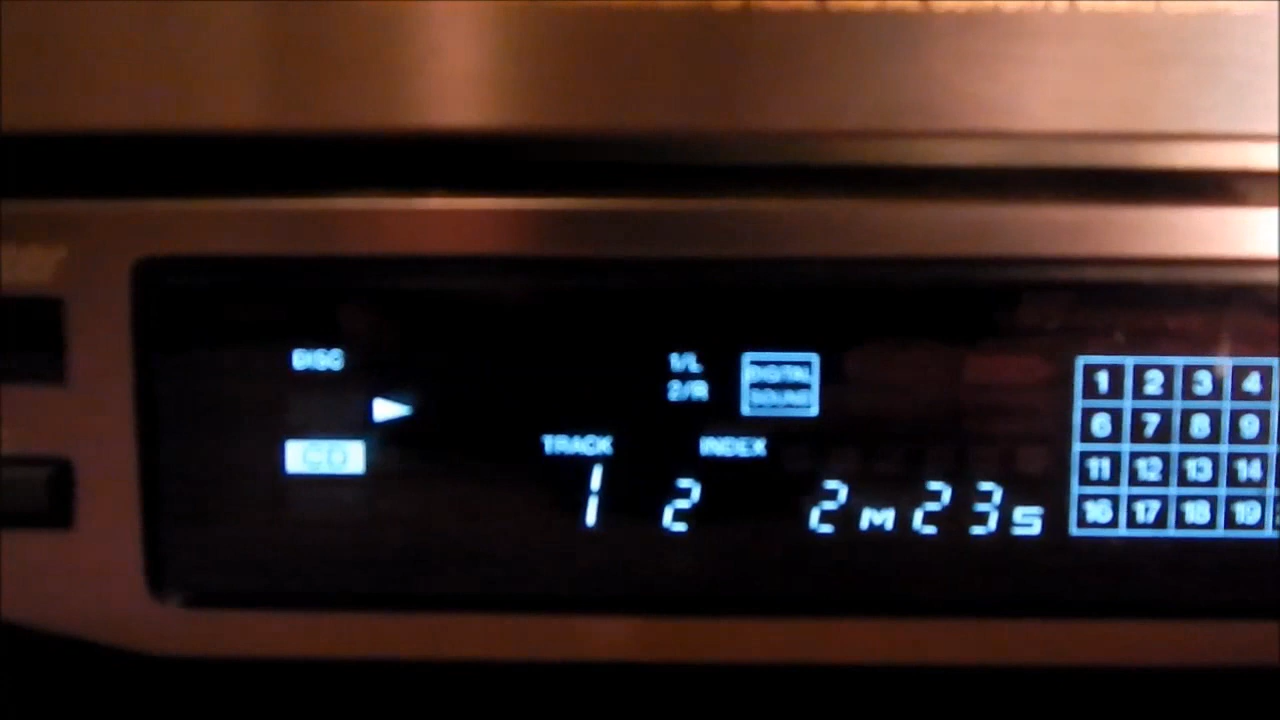 DISC
CD
1/L
2/R
DIGITAL
SOUND
TRACK INDEX
1 2 2M23S
1 2 3 4
6 7 8 9
11 12 13 14
16 17 18 19